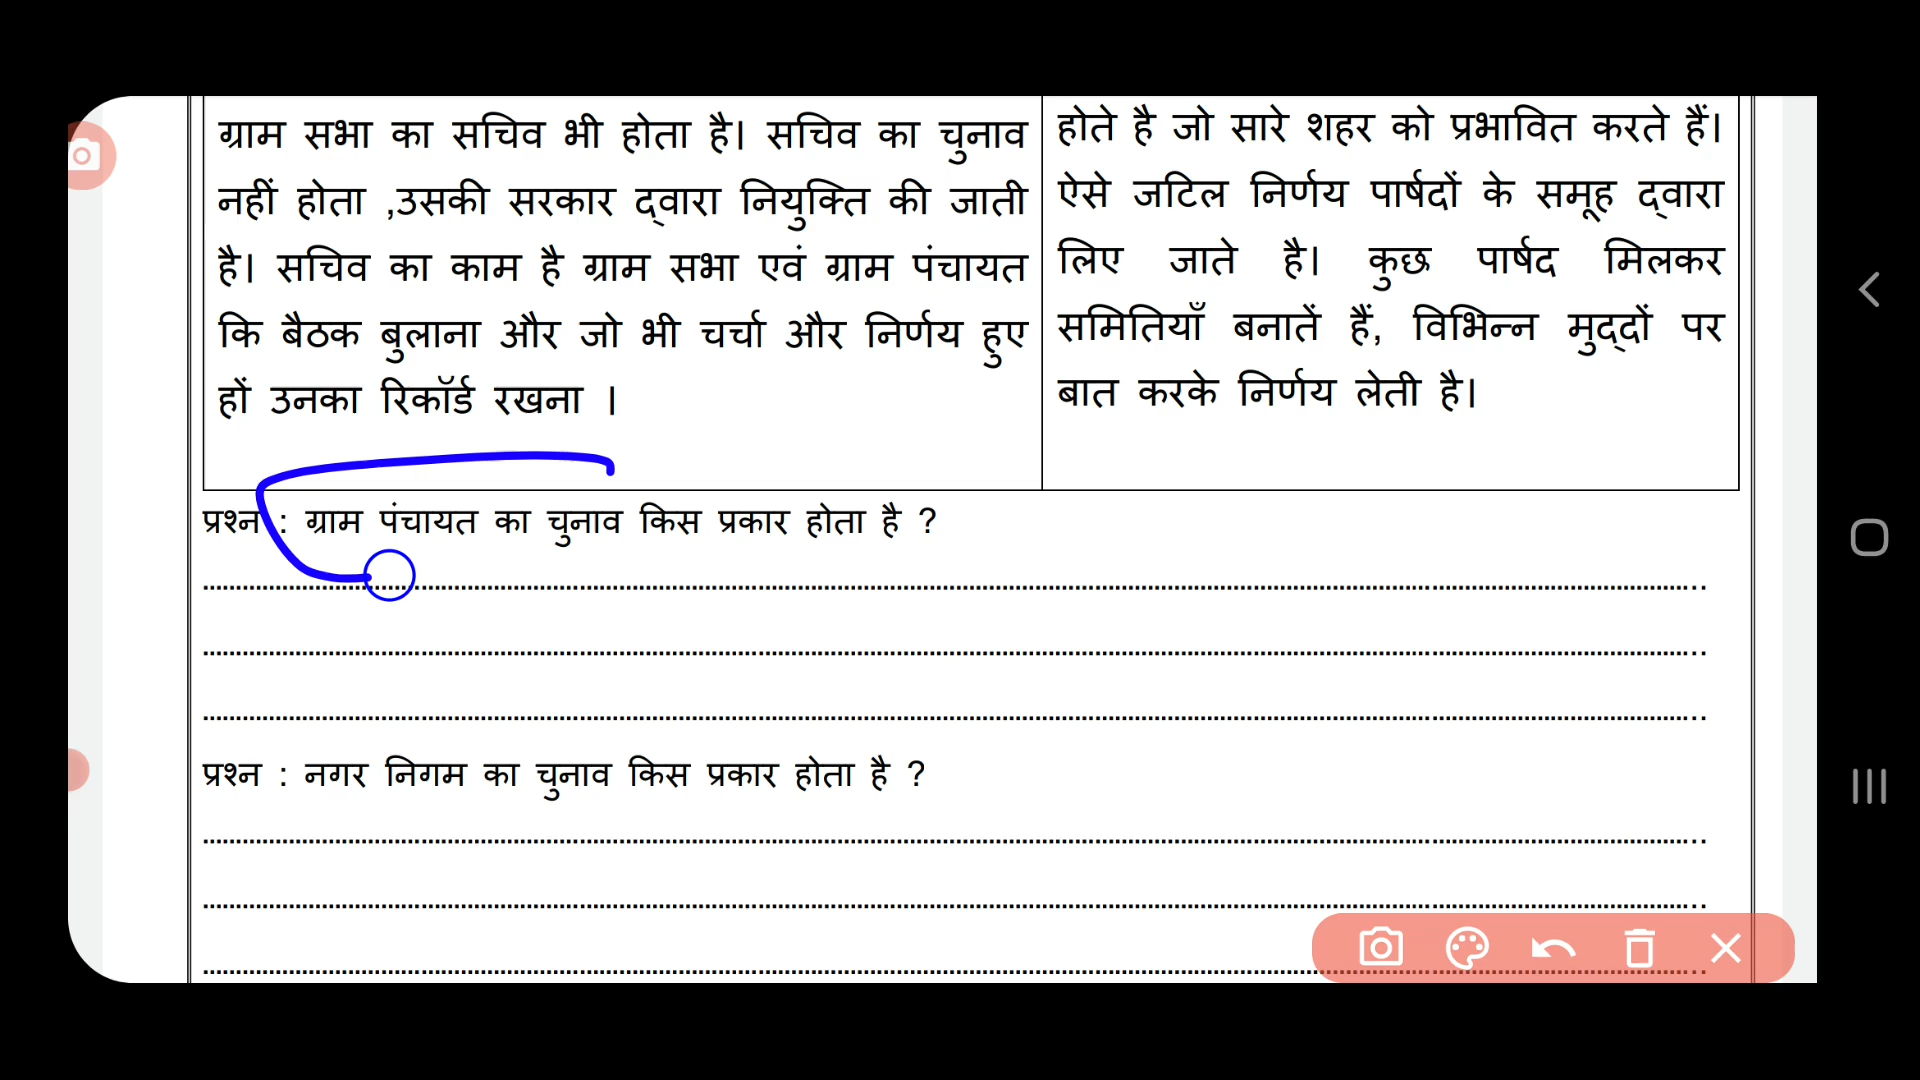 ग्राम सभा का सचिव भी होता है। सचिव का चुनाव
नहीं होता ,उसकी सरकार द्वारा नियुक्ति की जाती
है। सचिव का काम है ग्राम सभा एवं ग्राम पंचायत
कि बैठक बुलाना और जो भी चर्चा और निर्णय हुए
हों उनका रिकॉर्ड रखना ।
होते है जो सारे शहर को प्रभावित करते हैं।
ऐसे जटिल निर्णय पार्षदों के समूह द्वारा
लिए जाते है। कुछ पार्षद मिलकर
समितियाँ बनातें हैं, विभिन्न मुद्दों पर
बात करके निर्णय लेती है।
प्रश्न : ग्राम पंचायत का चुनाव किस प्रकार होता है ?
प्रश्न : नगर निगम का चुनाव किस प्रकार होता है ?